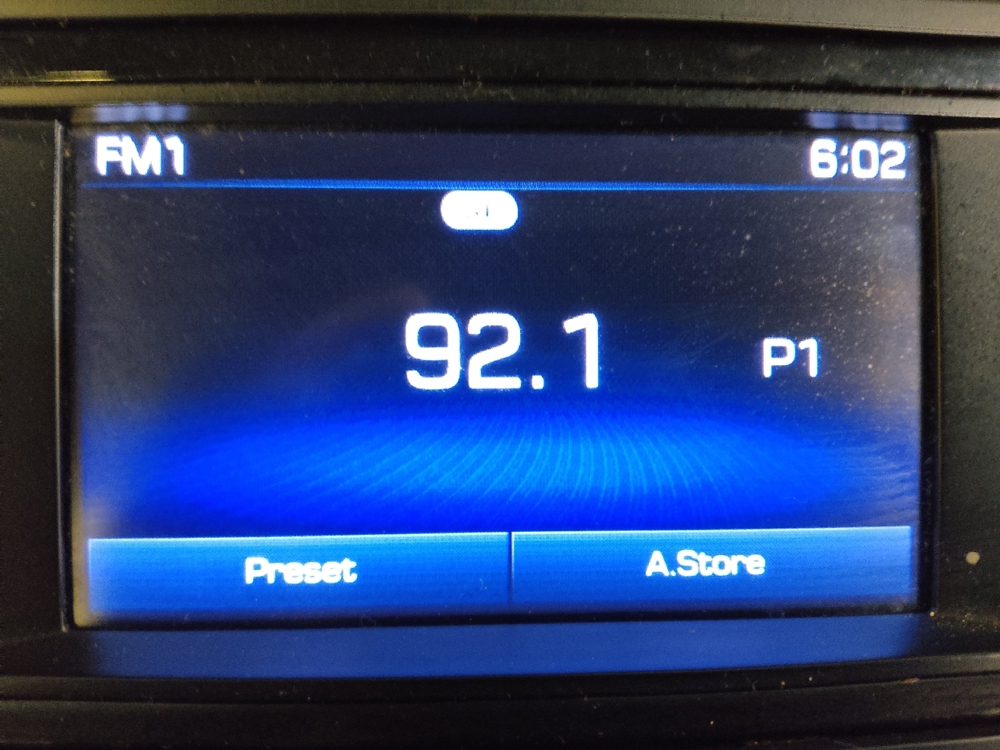 FM1
6:02
92.1
P1
Preset
A.Store